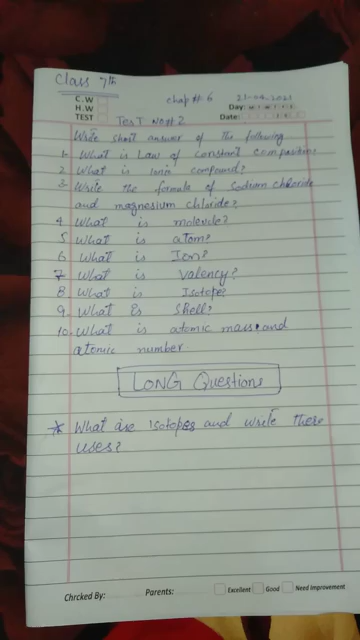 Class 7th
C.W
H.W
TEST
chap#. 6
23-04-2021
Day: M T W T F S
Date:
TesT No# 2
Write short answer of the following
1. What is Law of constant composition
2. What is ionic compound?
3. Write the formula of sodium chloride
and magnesium chloride?
4 What is molecule?
5 What is atom?
6 What is Ion?
7 What is valency?
8 What is Isotope?
9. What is shell?
10. What is atomic mass, and
atomic number
LONG Questions
* What are isotopes and write there
uses?
Chrcked By:
Parents:
Excellent
Good
Need Improvement